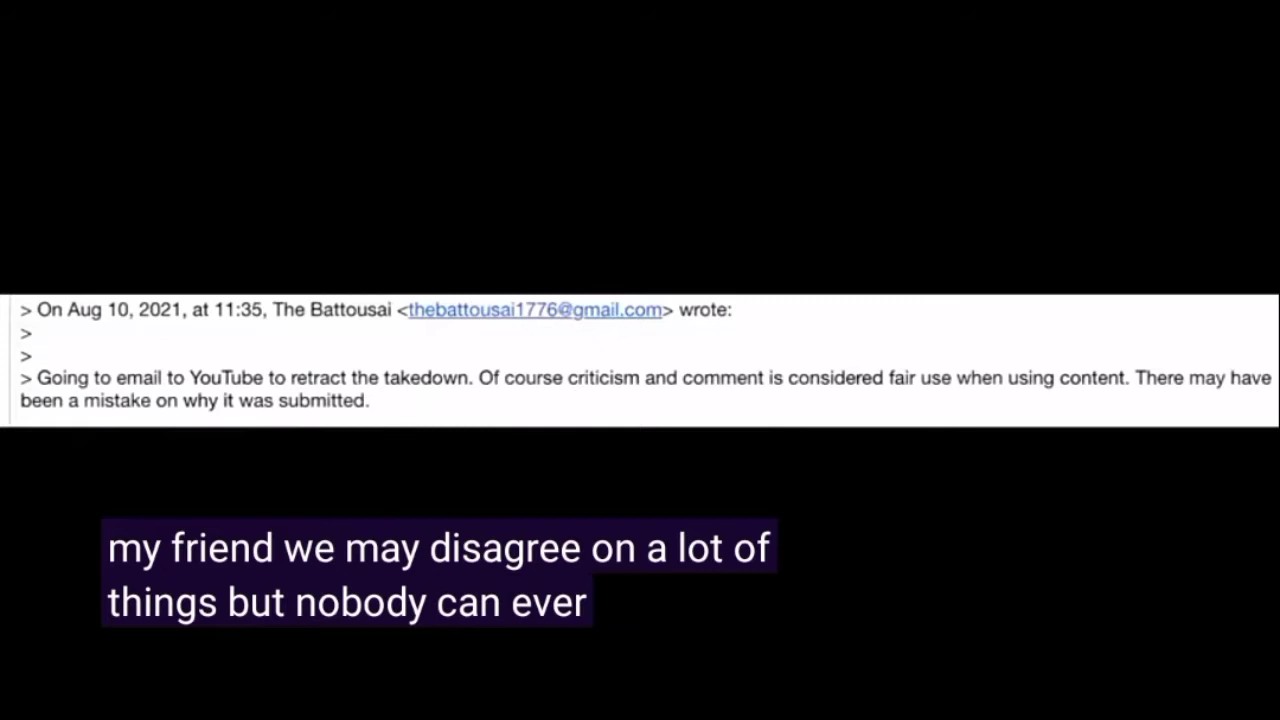 > On Aug 10, 2021, at 11:35, The Battousai <thebattousai1776@gmail.com> wrote:
>
>
> Going to email to YouTube to retract the takedown. Of course criticism and comment is considered fair use when using content. There may have
been a mistake on why it was submitted.
my friend we may disagree on a lot of
things but nobody can ever